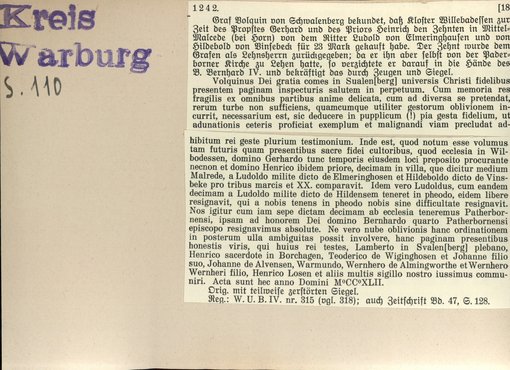 Kreis
Warburg
S. 110
1242. [18
Graf Volquin von Schwalenberg bekundet, daß Kloster Willebadessen zur
Zeit des Propstes Gerhard und des Priors Heinrich den Zehnten in Mittel-
Malrede (bei Horn) von dem Ritter Ludolf von Elmeringhausen und von
Hildebold von Vinsebeck für 23 Mark gekauft habe. Der Zehnt wurde dem
Grafen als Lehnsherrn zurückgegeben; da er ihn aber selbst von der Pader-
borner Kirche zu Lehen hatte, so verzichtete er darauf in die Hände des
B. Bernhard IV. und bekräftigt das durch Zeugen und Siegel.
Volquinus Dei gratia comes in Sualen[berg] universis Christi fidelibus
presentem paginam inspecturis salutem in perpetuum. Cum memoria res
fragilis ex omnibus partibus anime delicata, cum ad diversa se pretendat,
rerum turbe non sufficiens, quamcumque utiliter gestorum oblivionem in-
currit, necessarium est, sic deducere in pupplicum (!) pia gesta fidelium, ut
adunationis ceteris proficiat exemplum et malignandi viam precludat ad-
hibitum rei geste plurium testimonium. Inde est, quod notum esse volumus
tam futuris quam presentibus sacre fidei cultoribus, quod ecclesia in Wil-
bodessen, domino Gerhardo tunc temporis eiusdem loci preposito procurante
necnon et domino Henrico ibidem priore, decimam in villa, que dicitur medium
Malrede, a Ludoldo milite dicto de Elmeringhosen et Hildeboldo dicto de Vins-
beke pro tribus marcis et XX. comparavit. Idem vero Ludoldus, cum eandem
decimam a Ludoldo milite dicto de Hildensem teneret in pheodo, eidem libere
resignavit, qui a nobis tenens in pheodo nobis sine difficultate resignavit.
Nos igitur cum iam sepe dictam decimam ab ecclesia teneremus Patherbor-
nensi, ipsam ad honorem Dei domino Bernhardo quarto Patherbornensi
episcopo resignavimus absolute. Ne vero nube oblivionis hanc ordinationem
in posterum ulla ambiguitas possit involvere, hanc paginam presentibus
honestis viris, qui huius rei testes, Lamberto in Svalen[berg] plebano,
Henrico sacerdote in Borchagen, Teoderico de Wiginghosen et Johanne filio
suo, Johanne de Alvensen, Warmundo, Wernhero de Almingworthe et Wernhero
Wernheri filio, Henrico Losen et aliis multis sigillo nostro iussimus commu-
niri. Acta sunt hec anno Domini MºCCºXLII.
Orig. mit teilweise zerstörten Siegel.
Reg.: W. U. B. IV. nr. 315 (vgl. 318); auch Zeitschrift Bd. 47, S. 128.